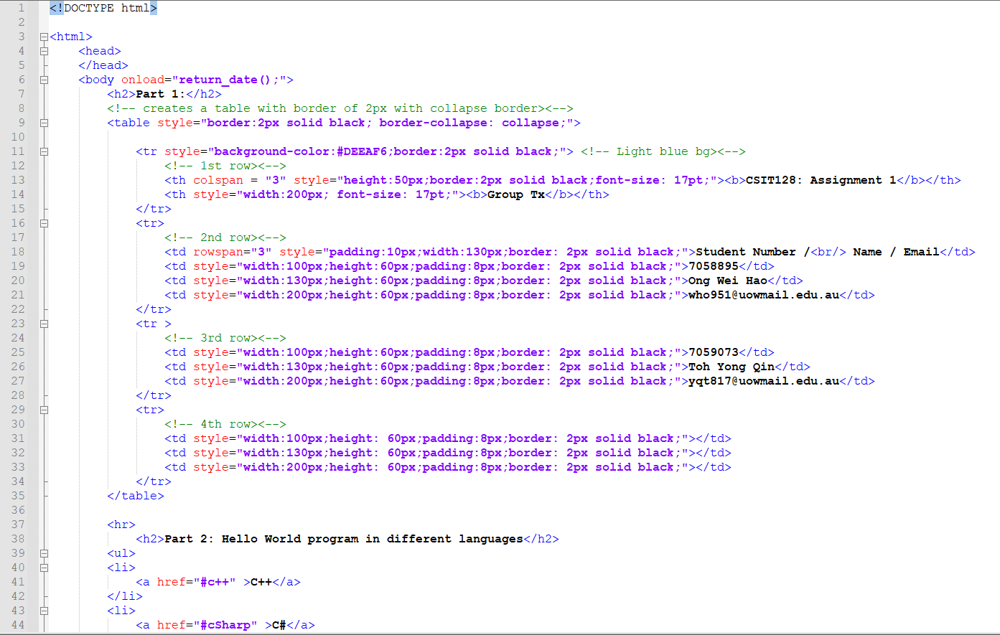 1 <!DOCTYPE html>
2
3 <html>
4     <head>
5     </head>
6     <body onload="return_date();">
7         <h2>Part 1:</h2>
8         <!-- creates a table with border of 2px with collapse border><-->
9         <table style="border:2px solid black; border-collapse: collapse;">
10
11             <tr style="background-color:#DEEAF6;border:2px solid black;"> <!-- Light blue bg><-->
12                 <!-- 1st row><-->
13                 <th colspan = "3" style="height:50px;border:2px solid black;font-size: 17pt;"><b>CSIT128: Assignment 1</b></th>
14                 <th style="width:200px; font-size: 17pt;"><b>Group Tx</b></th>
15             </tr>
16             <tr>
17                 <!-- 2nd row><-->
18                 <td rowspan="3" style="padding:10px;width:130px;border: 2px solid black;">Student Number /<br/> Name / Email</td>
19                 <td style="width:100px;height:60px;padding:8px;border: 2px solid black;">7058895</td>
20                 <td style="width:130px;height:60px;padding:8px;border: 2px solid black;">Ong Wei Hao</td>
21                 <td style="width:200px;height:60px;padding:8px;border: 2px solid black;">who951@uowmail.edu.au</td>
22             </tr>
23             <tr >
24                 <!-- 3rd row><-->
25                 <td style="width:100px;height:60px;padding:8px;border: 2px solid black;">7059073</td>
26                 <td style="width:130px;height:60px;padding:8px;border: 2px solid black;">Toh Yong Qin</td>
27                 <td style="width:200px;height:60px;padding:8px;border: 2px solid black;">yqt817@uowmail.edu.au</td>
28             </tr>
29             <tr>
30                 <!-- 4th row><-->
31                 <td style="width:100px;height: 60px;padding:8px;border: 2px solid black;"></td>
32                 <td style="width:130px;height: 60px;padding:8px;border: 2px solid black;"></td>
33                 <td style="width:200px;height: 60px;padding:8px;border: 2px solid black;"></td>
34             </tr>
35         </table>
36
37         <hr>
38             <h2>Part 2: Hello World program in different languages</h2>
39         <ul>
40         <li>
41             <a href="#c++" >C++</a>
42         </li>
43         <li>
44             <a href="#cSharp" >C#</a>